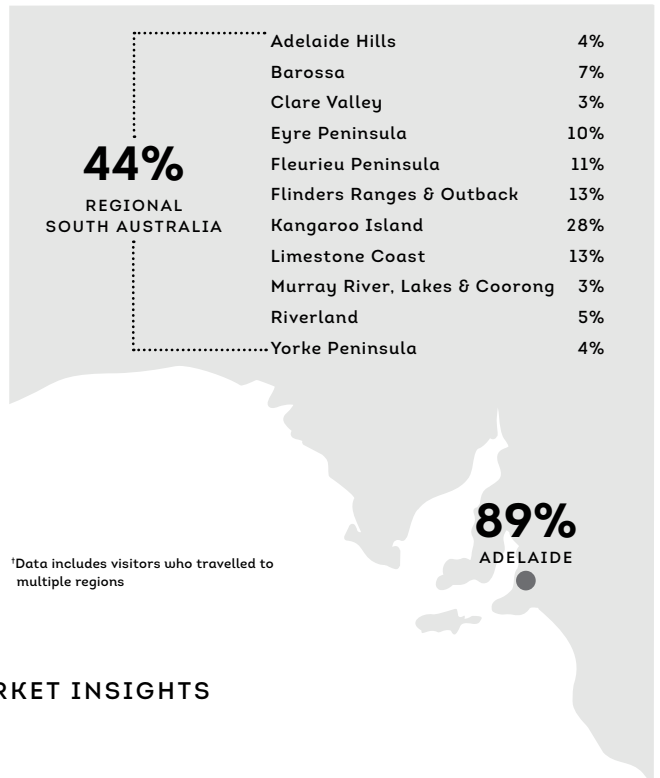 Adelaide Hills 4%
Barossa 7%
Clare Valley 3%
Eyre Peninsula 10%
Fleurieu Peninsula 11%
Flinders Ranges & Outback 13%
Kangaroo Island 28%
Limestone Coast 13%
Murray River, Lakes & Coorong 3%
Riverland 5%
Yorke Peninsula 4%
44%
REGIONAL
SOUTH AUSTRALIA
89%
ADELAIDE
†Data includes visitors who travelled to
multiple regions
RKET INSIGHTS